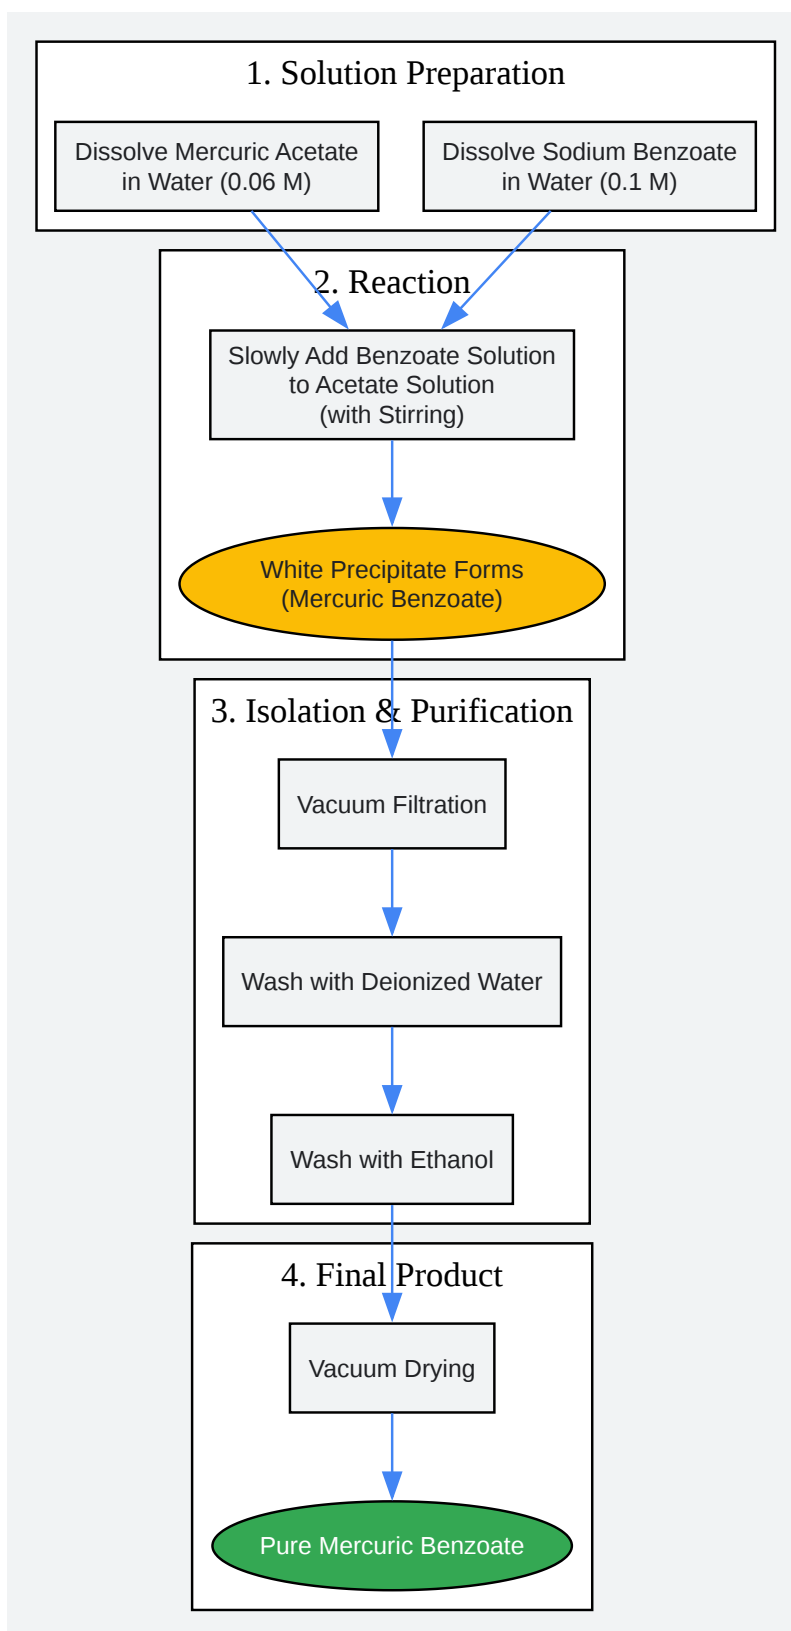 1. Solution Preparation
Dissolve Mercuric Acetate
in Water (0.06 M)
Dissolve Sodium Benzoate
in Water (0.1 M)
2. Reaction
Slowly Add Benzoate Solution
to Acetate Solution
(with Stirring)
White Precipitate Forms
(Mercuric Benzoate)
3. Isolation & Purification
Vacuum Filtration
Wash with Deionized Water
Wash with Ethanol
4. Final Product
Vacuum Drying
Pure Mercuric Benzoate